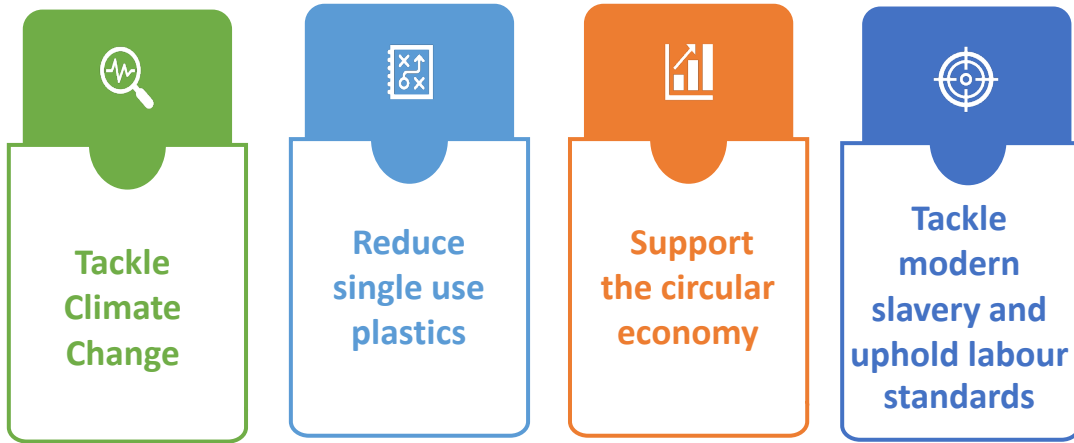 Tackle
Climate
Change
Reduce
single use
plastics
Support
the circular
economy
Tackle
modern
slavery and
uphold labour
standards